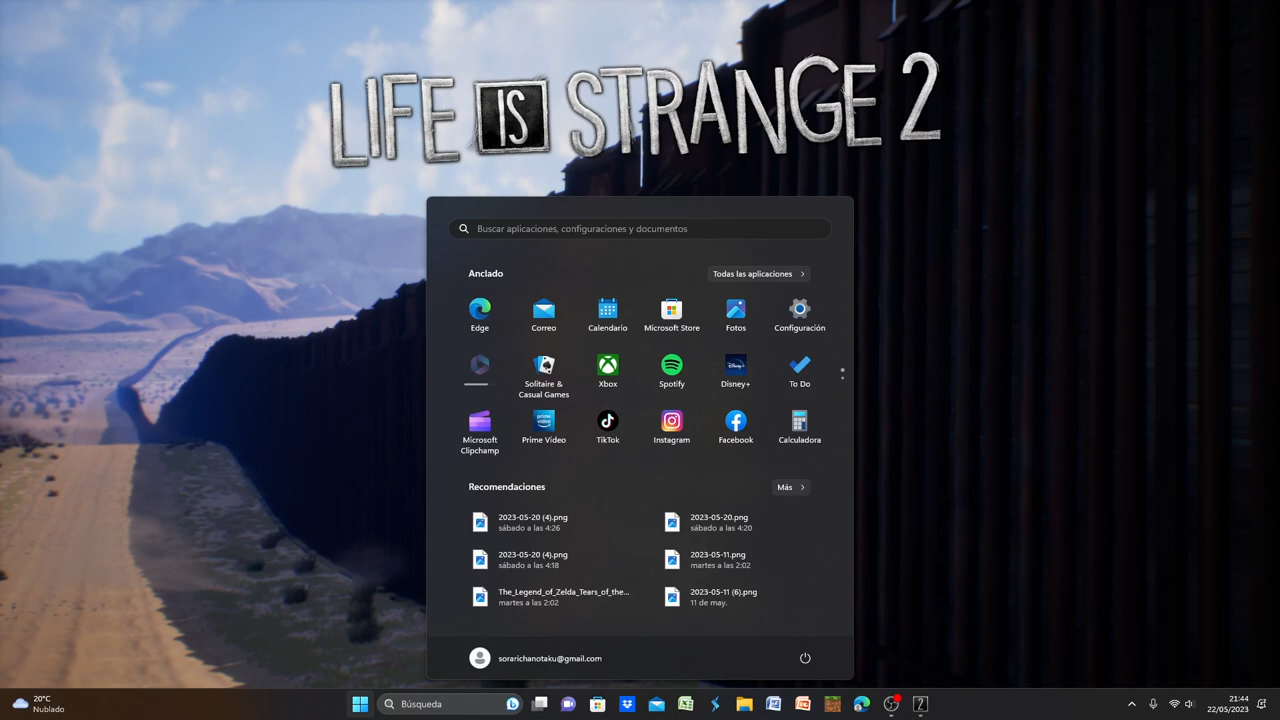 LIFE IS STRANGE 2
Buscar aplicaciones, configuraciones y documentos
Anclado
Todas las aplicaciones
Edge
Correo
Calendario
Microsoft Store
Fotos
Configuración
Solitaire &
Casual Games
Xbox
Spotify
Disney+
To Do
Microsoft
Clipchamp
prime
video
Prime Video
TikTok
Instagram
Facebook
Calculadora
Recomendaciones
Más
2023-05-20 (4).png
sábado a las 4:26
2023-05-20.png
sábado a las 4:20
2023-05-20 (4).png
sábado a las 4:18
2023-05-11.png
martes a las 2:02
The_Legend_of_Zelda_Tears_of_the...
martes a las 2:02
2023-05-11 (6).png
11 de may.
sorarichanotaku@gmail.com
20°C
Nublado
Búsqueda
21:44
22/05/2023